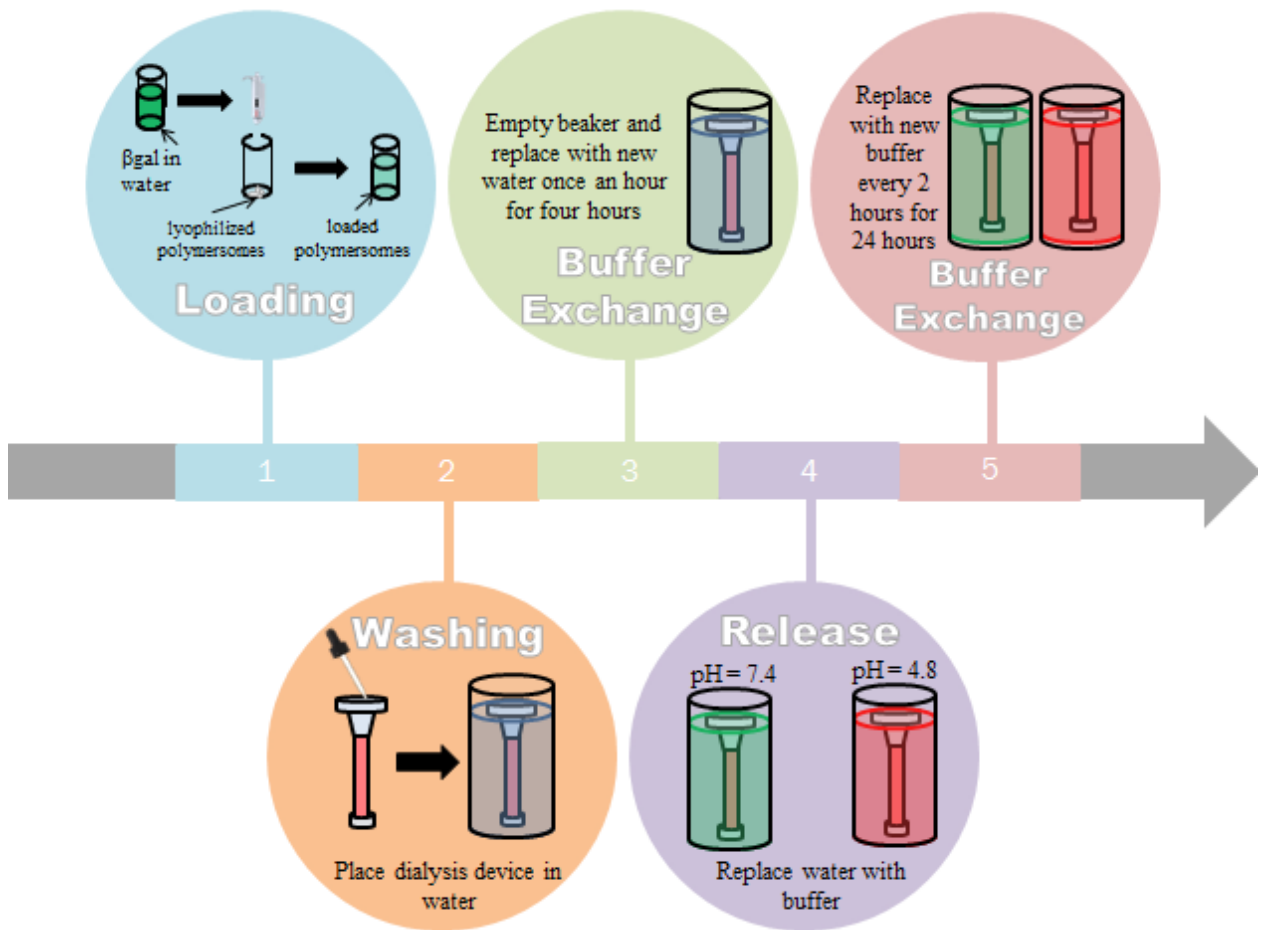 βgal in
water
lyophilized
polymersomes
loaded
polymersomes
Loading
Empty beaker and
replace with new
water once an hour
for four hours
Buffer
Exchange
Replace
with new
buffer
every 2
hours for
24 hours
Buffer
Exchange
1
2
3
4
5
Washing
Place dialysis device in
water
Release
pH = 7.4
pH = 4.8
Replace water with
buffer